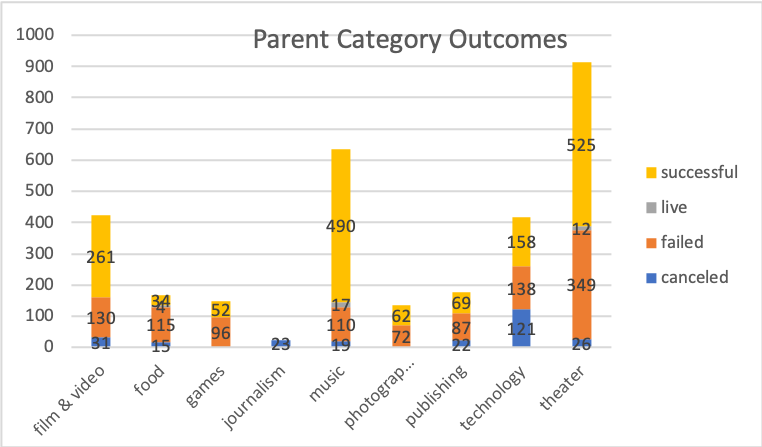 Parent Category Outcomes
1000
900
800
700
600
500
400
300
200
100
0
261
130
31
34
4
115
15
52
96
23
490
17
110
19
62
72
69
87
22
158
138
121
525
12
349
26
film & video
food
games
journalism
music
photograp...
publishing
technology
theater
successful
live
failed
canceled